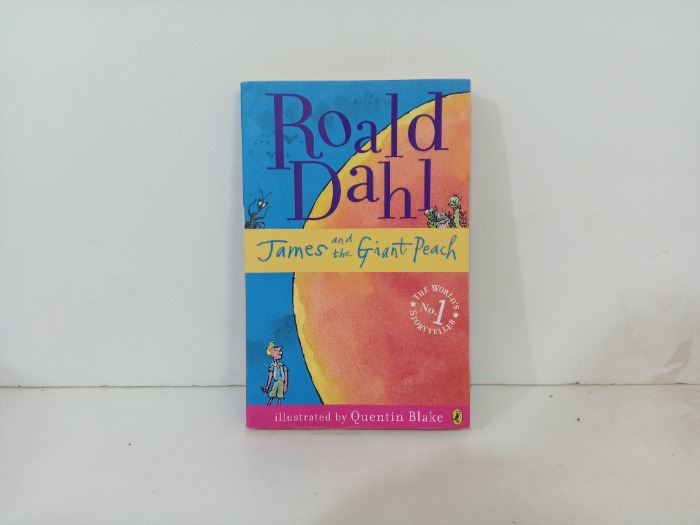 Roald
Dahl
James and the Giant Peach
THE WORLD'S
No.1
STORYTELLER
illustrated by Quentin Blake